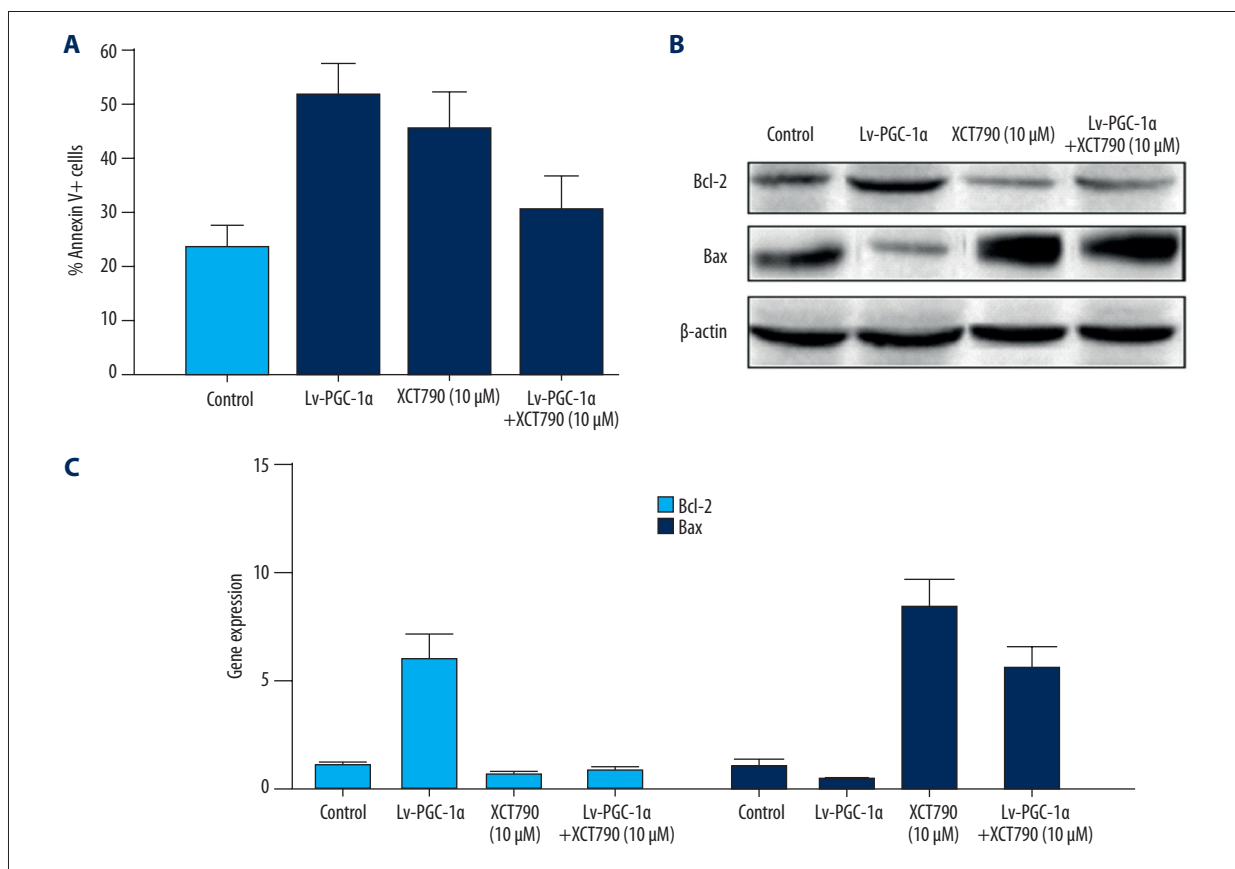 A
60
50
40
30
20
10
0
% Annexin V+ cellls
Control
Lv-PGC-1α
XCT790 (10 μM)
Lv-PGC-1α
+XCT790 (10 μM)
B
Control
Lv-PGC-1α
XCT790 (10 μM)
Lv-PGC-1α
+XCT790 (10 μM)
Bcl-2
Bax
β-actin
C
15
10
5
0
Gene expression
Bcl-2
Bax
Control
Lv-PGC-1α
XCT790
(10 μM)
Lv-PGC-1α
+XCT790 (10 μM)
Control
Lv-PGC-1α
XCT790
(10 μM)
Lv-PGC-1α
+XCT790 (10 μM)